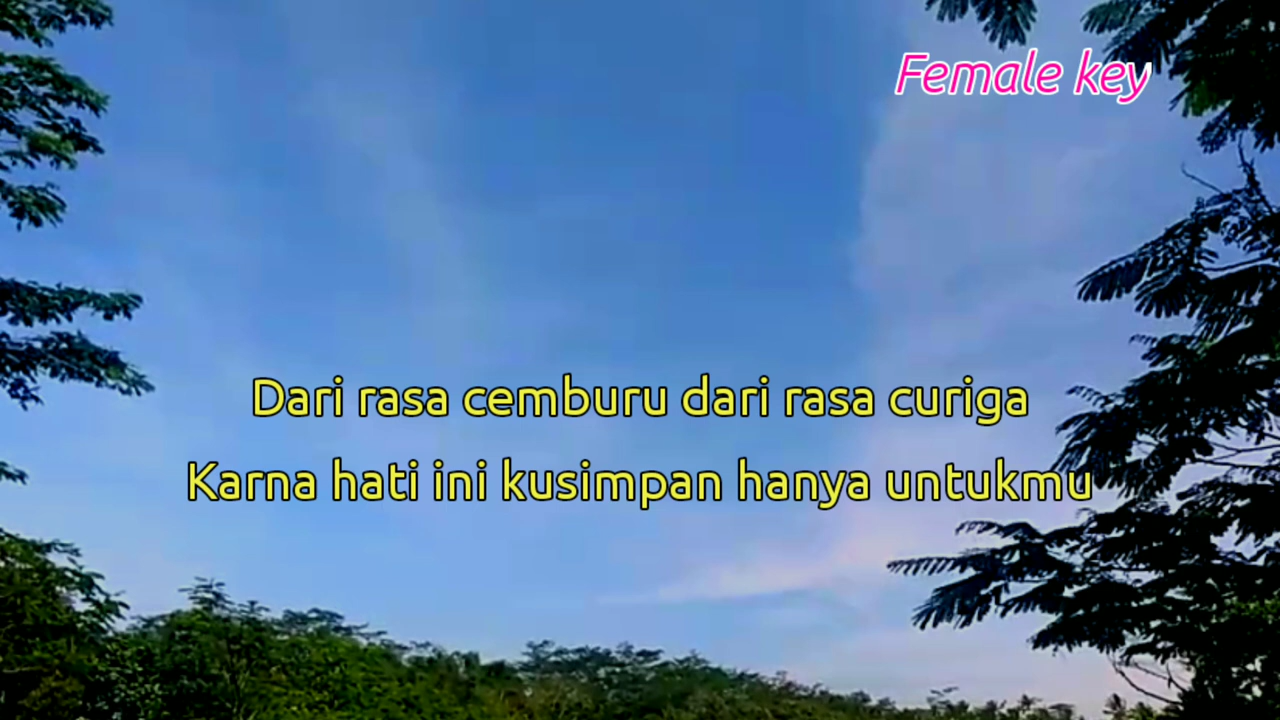 Female key
Dari rasa cemburu dari rasa curiga
Karna hati ini kusimpan hanya untukmu